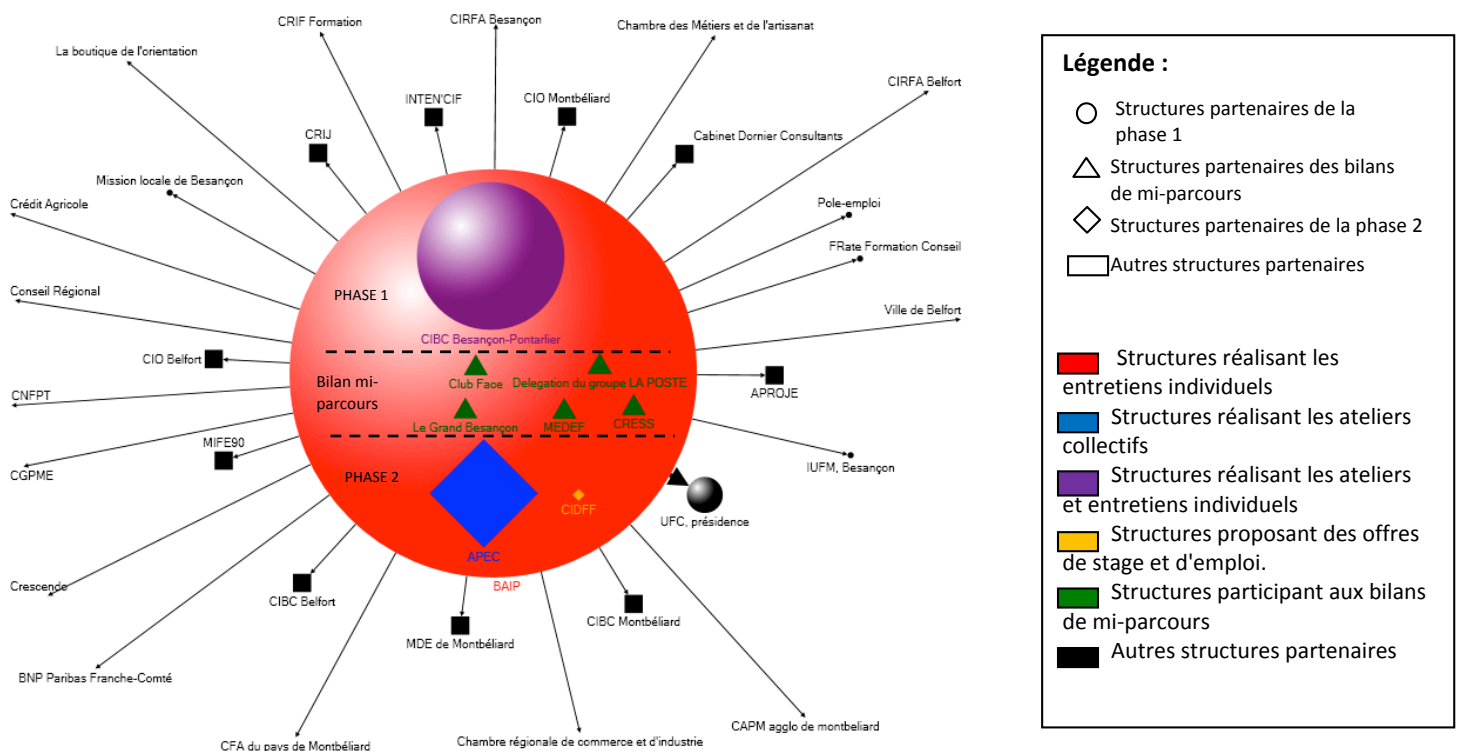 CRIF Formation
CIRFA Besançon
Chambre des Métiers et de l'artisanat
La boutique de l'orientation
CIRFA Belfort
INTEN'CIF
CIO Montbéliard
CRIJ
Cabinet Dornier Consultants
Mission locale de Besançon
Crédit Agricole
Pole-emploi
FRate Formation Conseil
Conseil Régional
PHASE 1
Ville de Belfort
CIBC Besançon-Pontarlier
CIO Belfort
Club Face
Delegation du groupe LA POSTE
Bilan mi-
parcours
APROJE
CNFPT
Le Grand Besançon
MEDEF
CRESS
MIFE90
CGPME
IUFM, Besançon
PHASE 2
CIDFF
UFC, présidence
APEC
Crescendo
BAIP
CIBC Belfort
CIBC Montbéliard
MDE de Montbéliard
BNP Paribas Franche-Comté
CAPM agglo de montbeliard
CFA du pays de Montbéliard
Chambre régionale de commerce et d'industrie
Légende :
Structures partenaires de la
phase 1
Structures partenaires des bilans
de mi-parcours
Structures partenaires de la phase 2
Autres structures partenaires
Structures réalisant les
entretiens individuels
Structures réalisant les ateliers
collectifs
Structures réalisant les ateliers
et entretiens individuels
Structures proposant des offres
de stage et d'emploi.
Structures participant aux bilans
de mi-parcours
Autres structures partenaires